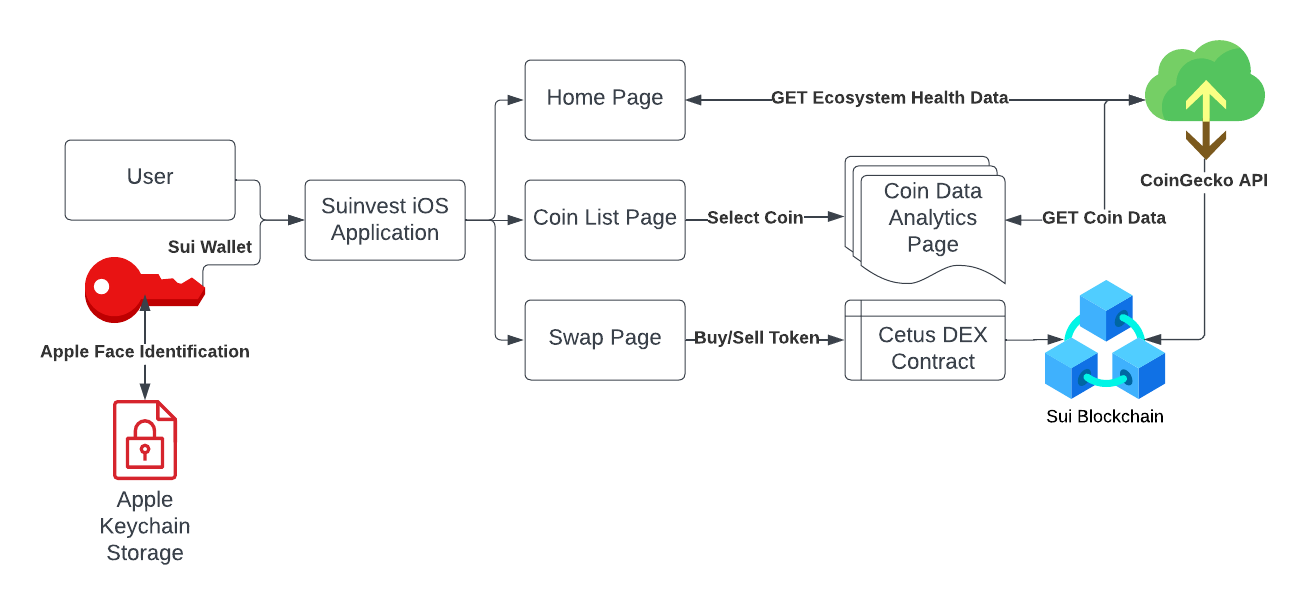 Home Page
GET Ecosystem Health Data
User
CoinGecko API
Suinvest iOS
Application
Coin List Page
Select Coin
Coin Data
Analytics
Page
GET Coin Data
Sui Wallet
Swap Page
Buy/Sell Token
Cetus DEX
Contract
Apple Face Identification
Sui Blockchain
Apple
Keychain
Storage